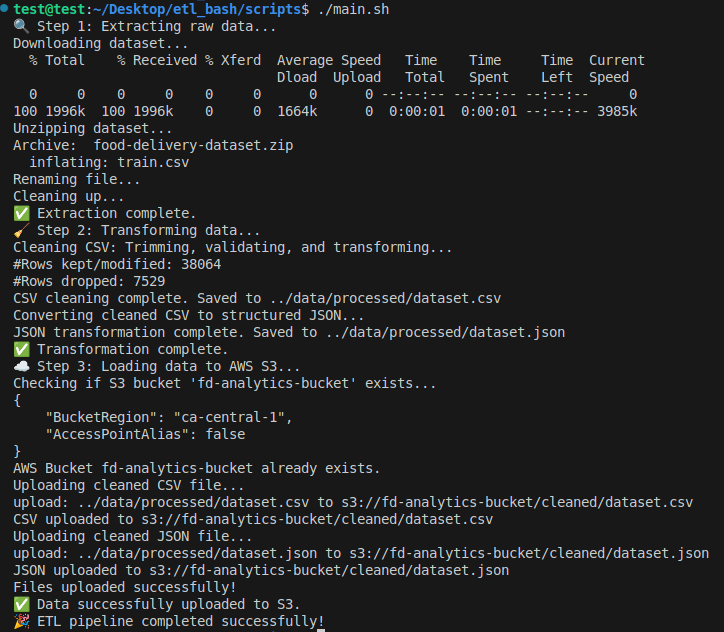 test@test:~/Desktop/etl_bash/scripts$ ./main.sh
🔍 Step 1: Extracting raw data...
Downloading dataset...
  % Total    % Received % Xferd  Average Speed   Time    Time     Time  Current
                                 Dload  Upload   Total   Spent    Left  Speed
  0     0    0     0    0     0      0      0 --:--:-- --:--:-- --:--:--     0
100 1996k  100 1996k    0     0  1664k      0  0:00:01  0:00:01 --:--:-- 3985k
Unzipping dataset...
Archive:  food-delivery-dataset.zip
  inflating: train.csv
Renaming file...
Cleaning up...
✅ Extraction complete.
🧹 Step 2: Transforming data...
Cleaning CSV: Trimming, validating, and transforming...
#Rows kept/modified: 38064
#Rows dropped: 7529
CSV cleaning complete. Saved to ../data/processed/dataset.csv
Converting cleaned CSV to structured JSON...
JSON transformation complete. Saved to ../data/processed/dataset.json
✅ Transformation complete.
☁️ Step 3: Loading data to AWS S3...
Checking if S3 bucket 'fd-analytics-bucket' exists...
{
    "BucketRegion": "ca-central-1",
    "AccessPointAlias": false
}
AWS Bucket fd-analytics-bucket already exists.
Uploading cleaned CSV file...
upload: ../data/processed/dataset.csv to s3://fd-analytics-bucket/cleaned/dataset.csv
CSV uploaded to s3://fd-analytics-bucket/cleaned/dataset.csv
Uploading cleaned JSON file...
upload: ../data/processed/dataset.json to s3://fd-analytics-bucket/cleaned/dataset.json
JSON uploaded to s3://fd-analytics-bucket/cleaned/dataset.json
Files uploaded successfully!
✅ Data successfully uploaded to S3.
🎉 ETL pipeline completed successfully!